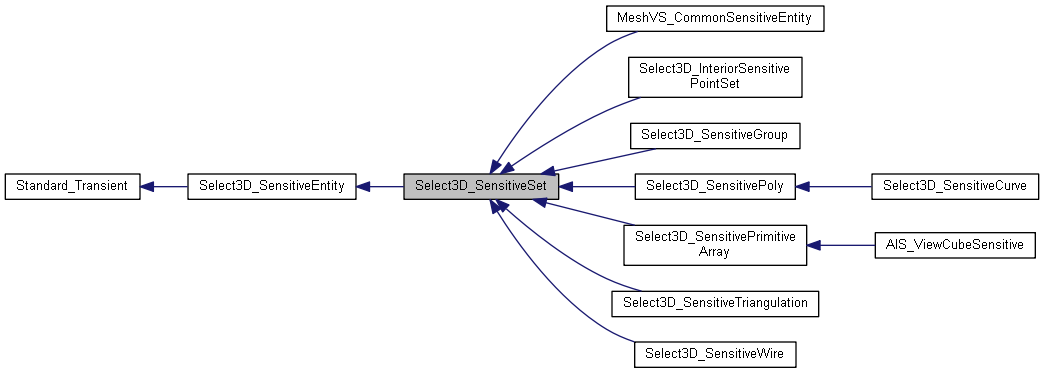 MeshVS_CommonSensitiveEntity
Select3D_InteriorSensitive
PointSet
Select3D_SensitiveGroup
Standard_Transient
Select3D_SensitiveEntity
Select3D_SensitiveSet
Select3D_SensitivePoly
Select3D_SensitiveCurve
Select3D_SensitivePrimitive
Array
AIS_ViewCubeSensitive
Select3D_SensitiveTriangulation
Select3D_SensitiveWire